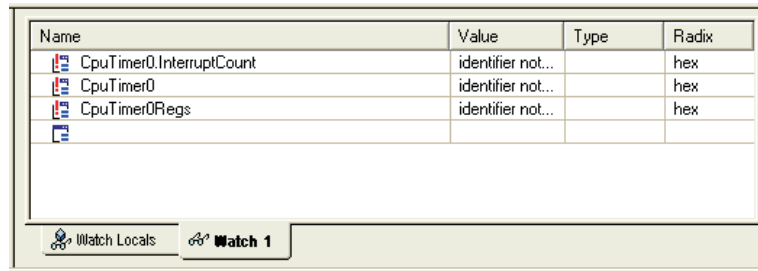 Name Value Type Radix
CpuTimer0.InterruptCount identifier not... hex
CpuTimer0 identifier not... hex
CpuTimer0Regs identifier not... hex
Watch Locals Watch 1